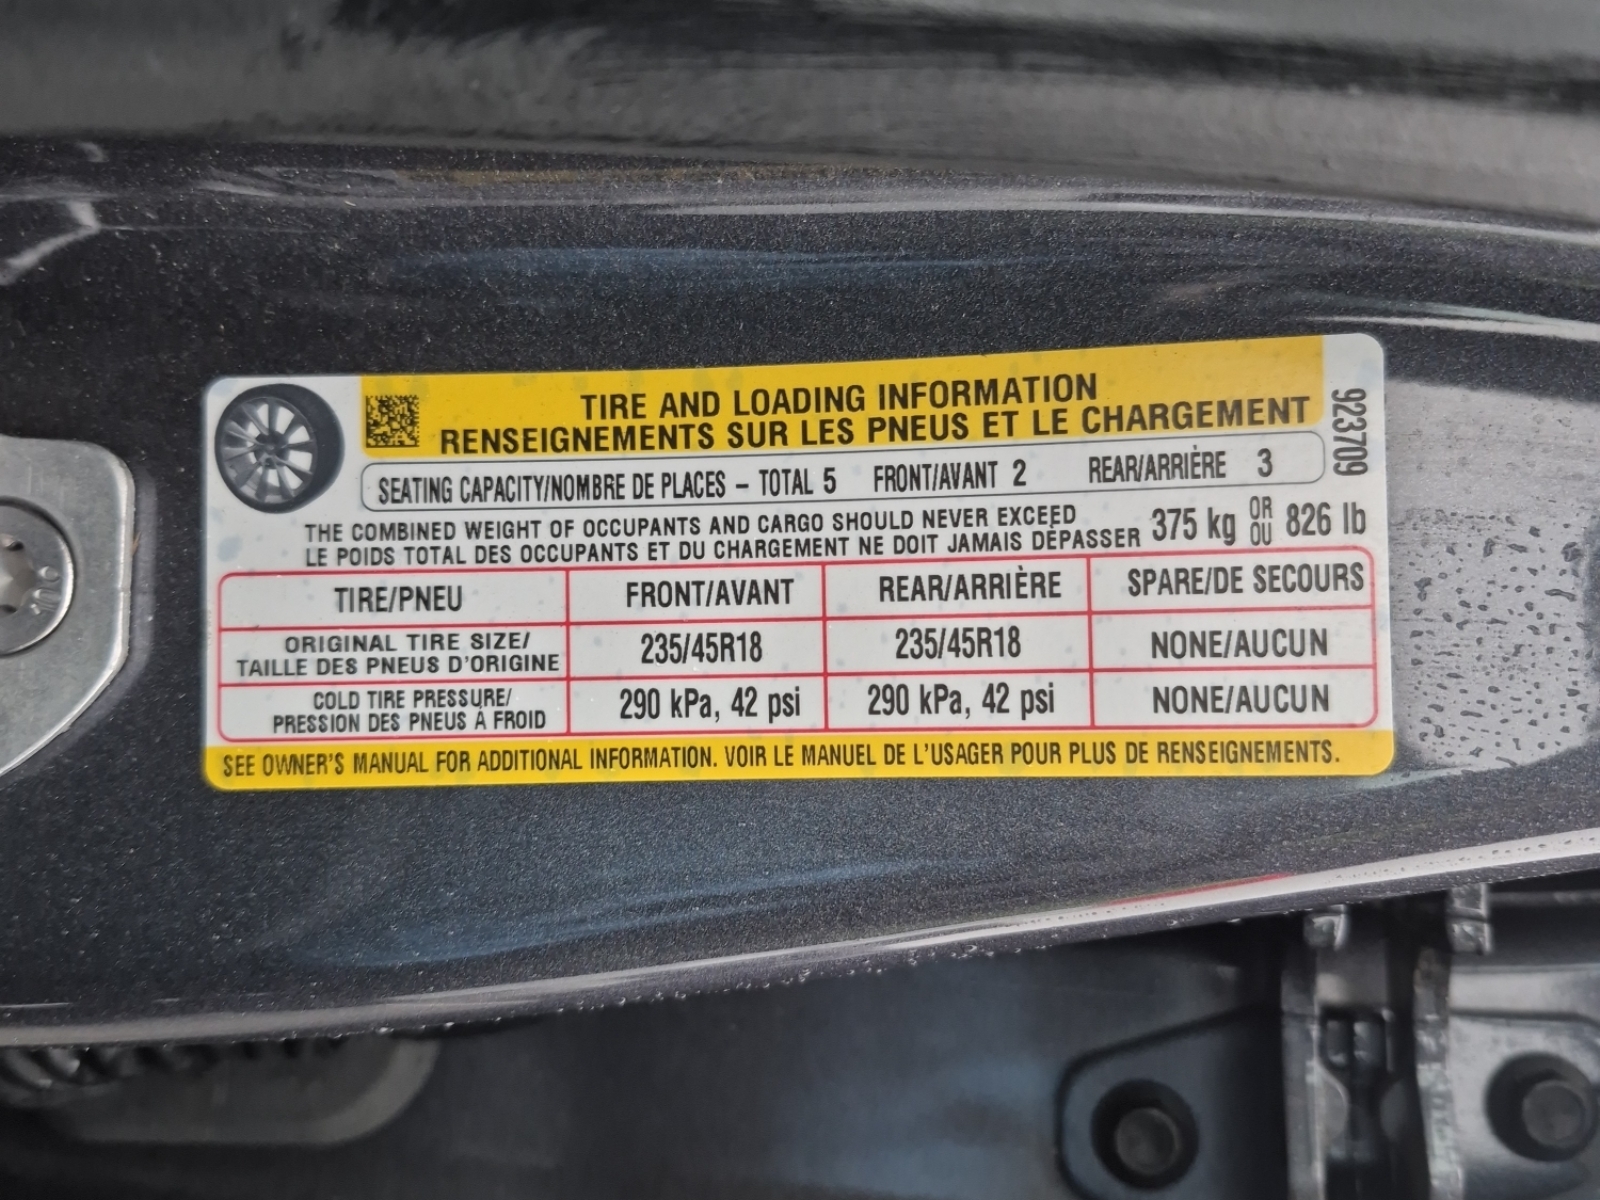 TIRE AND LOADING INFORMATION
RENSEIGNEMENTS SUR LES PNEUS ET LE CHARGEMENT
923709
SEATING CAPACITY/NOMBRE DE PLACES – TOTAL 5 FRONT/AVANT 2 REAR/ARRIÈRE 3
THE COMBINED WEIGHT OF OCCUPANTS AND CARGO SHOULD NEVER EXCEED
LE POIDS TOTAL DES OCCUPANTS ET DU CHARGEMENT NE DOIT JAMAIS DÉPASSER
375 kg OR OU 826 lb
TIRE/PNEU FRONT/AVANT REAR/ARRIÈRE SPARE/DE SECOURS
ORIGINAL TIRE SIZE/
TAILLE DES PNEUS D'ORIGINE
235/45R18 235/45R18 NONE/AUCUN
COLD TIRE PRESSURE/
PRESSION DES PNEUS À FROID
290 kPa, 42 psi 290 kPa, 42 psi NONE/AUCUN
SEE OWNER'S MANUAL FOR ADDITIONAL INFORMATION. VOIR LE MANUEL DE L'USAGER POUR PLUS DE RENSEIGNEMENTS.